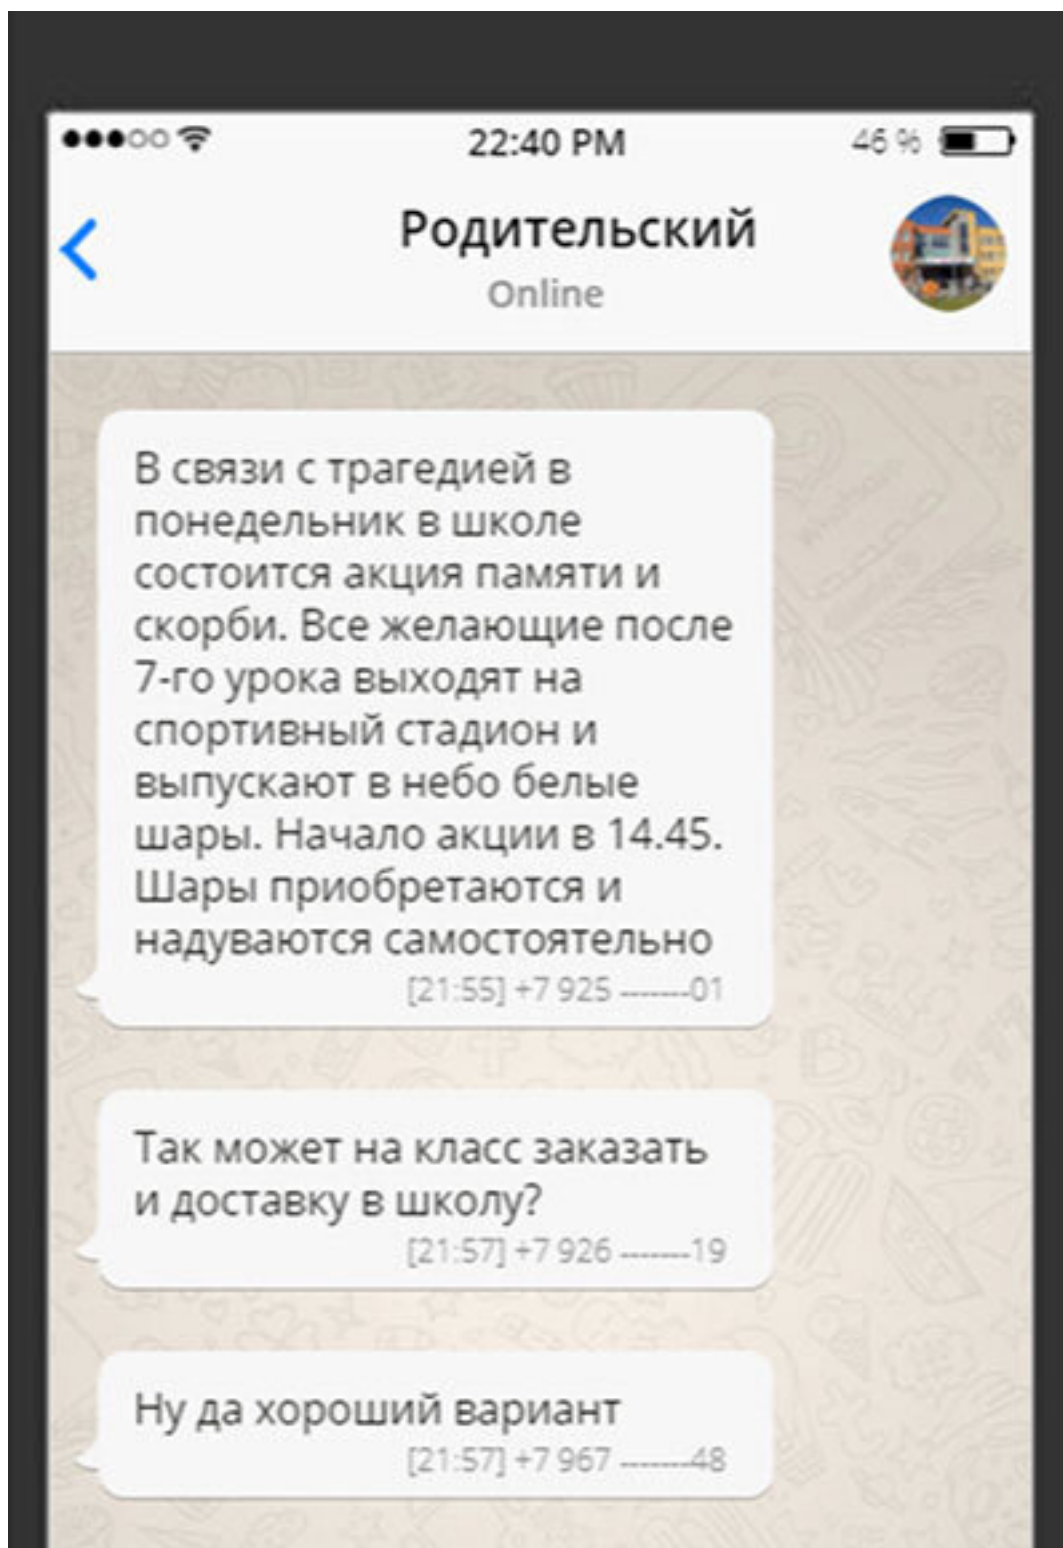 22:40 PM
46 %
Родительский
Online
В связи с трагедией в
понедельник в школе
состоится акция памяти и
скорби. Все желающие после
7-го урока выходят на
спортивный стадион и
выпускают в небо белые
шары. Начало акции в 14.45.
Шары приобретаются и
надуваются самостоятельно
[21:55] +7 925 -------01
Так может на класс заказать
и доставку в школу?
[21:57] +7 926 -------19
Ну да хороший вариант
[21:57] +7 967 -------48